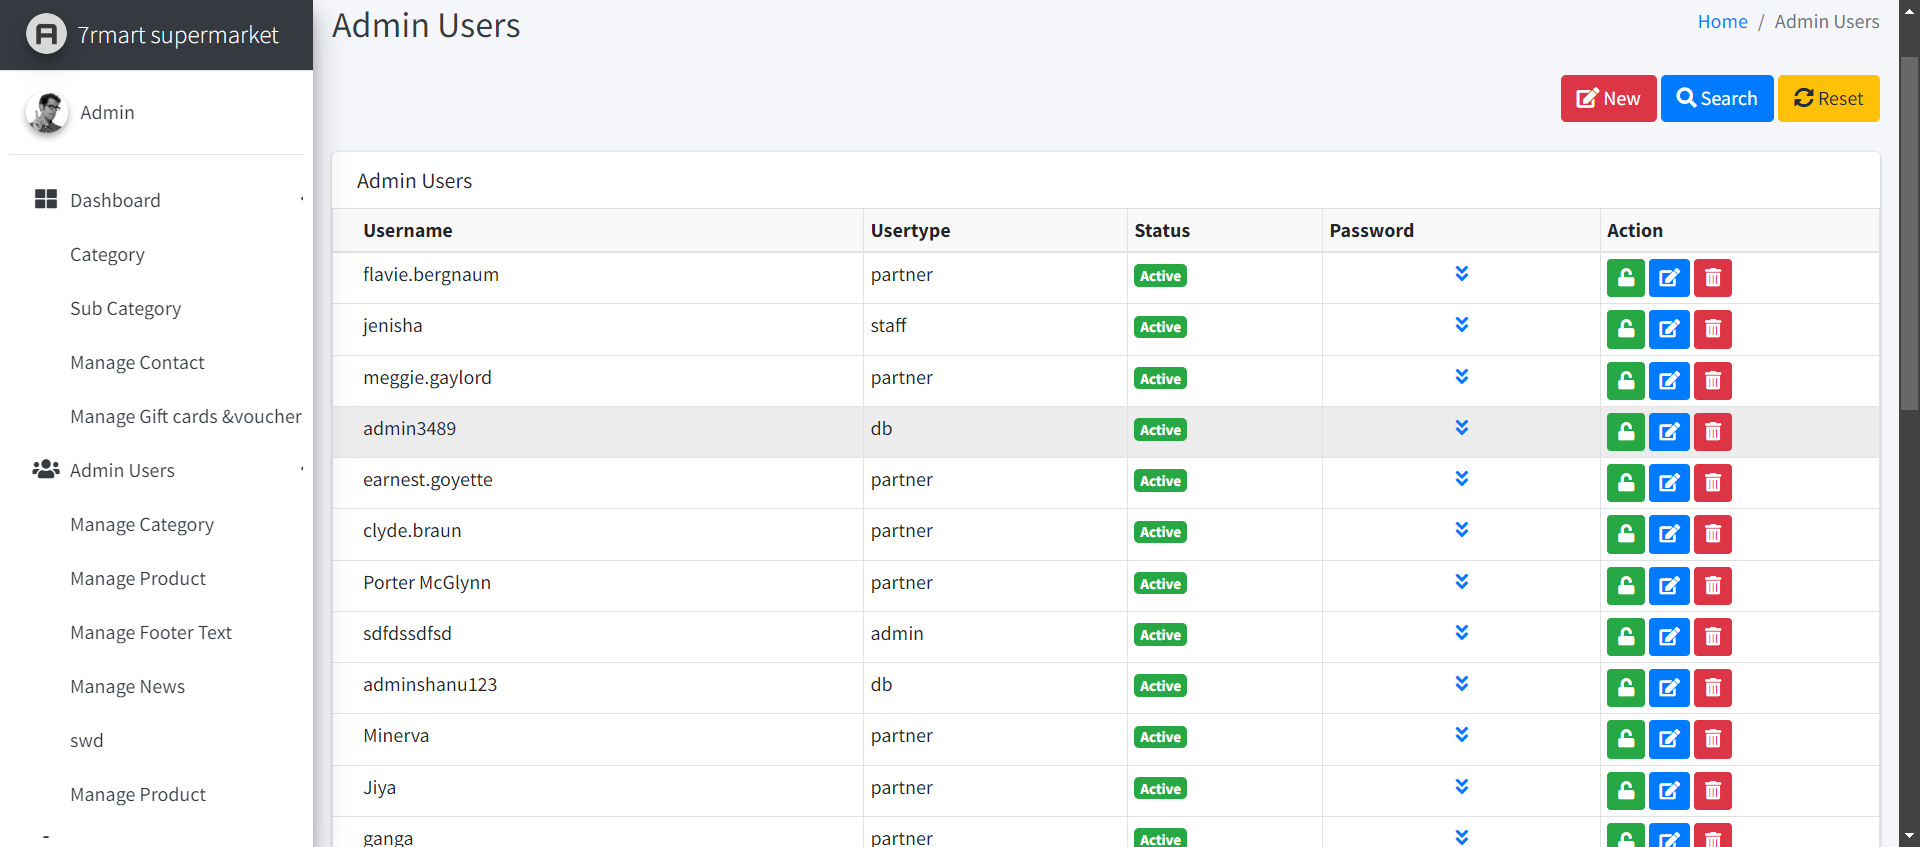 7rmart supermarket
Admin
Dashboard
Category
Sub Category
Manage Contact
Manage Gift cards &voucher
Admin Users
Manage Category
Manage Product
Manage Footer Text
Manage News
swd
Manage Product
Admin Users
Home / Admin Users
New Search Reset
Admin Users
Username Usertype Status Password Action
flavie.bergnaum partner Active
jenisha staff Active
meggie.gaylord partner Active
admin3489 db Active
earnest.goyette partner Active
clyde.braun partner Active
Porter McGlynn partner Active
sdfdssdfsd admin Active
adminshanu123 db Active
Minerva partner Active
Jiya partner Active
ganga partner Active